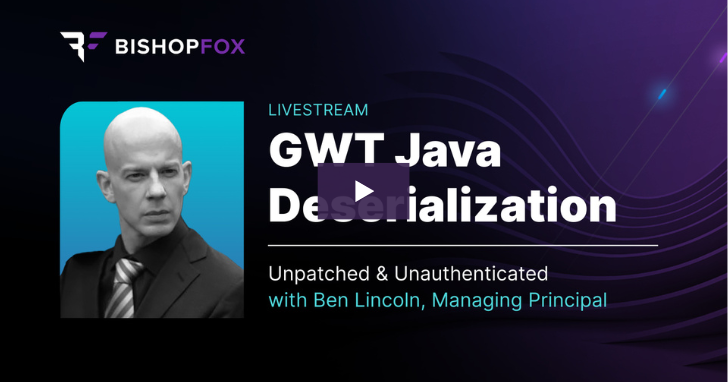 BISHOPFOX
LIVESTREAM
GWT Java
Deserialization
Unpatched & Unauthenticated
with Ben Lincoln, Managing Principal